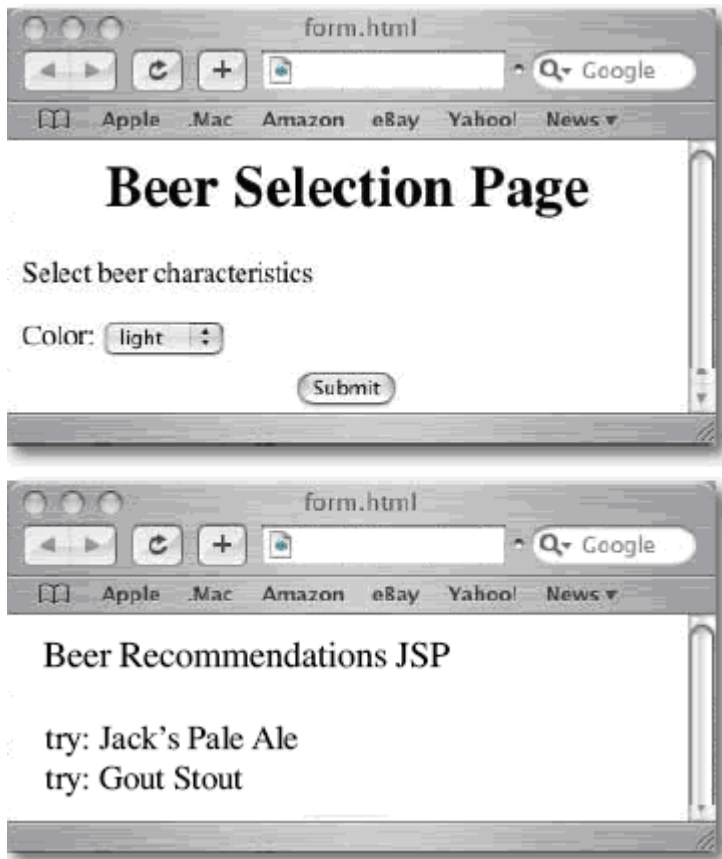 form.html
Google
Apple .Mac Amazon eBay Yahoo! News
Beer Selection Page
Select beer characteristics
Color: light
Submit
form.html
Google
Apple .Mac Amazon eBay Yahoo! News
Beer Recommendations JSP
try: Jack's Pale Ale
try: Gout Stout